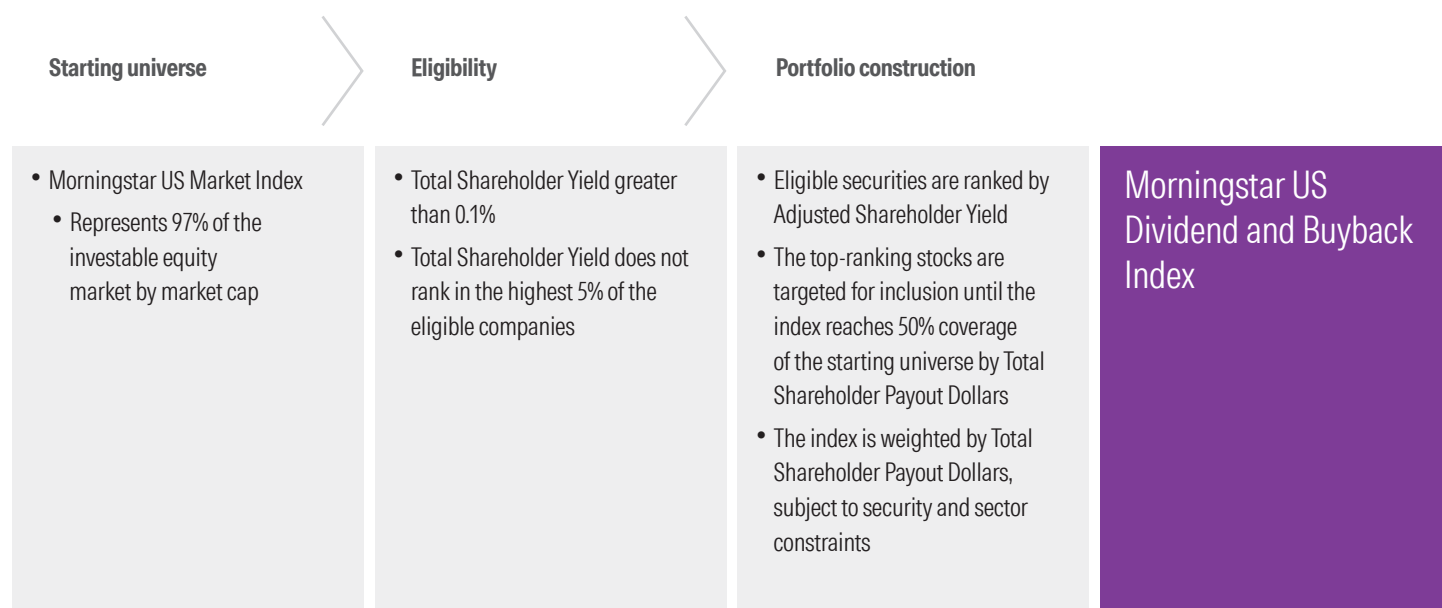 Starting universe
Eligibility
Portfolio construction
• Morningstar US Market Index
• Represents 97% of the
investable equity
market by market cap
• Total Shareholder Yield greater
than 0.1%
• Total Shareholder Yield does not
rank in the highest 5% of the
eligible companies
• Eligible securities are ranked by
Adjusted Shareholder Yield
• The top-ranking stocks are
targeted for inclusion until the
index reaches 50% coverage
of the starting universe by Total
Shareholder Payout Dollars
• The index is weighted by Total
Shareholder Payout Dollars,
subject to security and sector
constraints
Morningstar US
Dividend and Buyback
Index